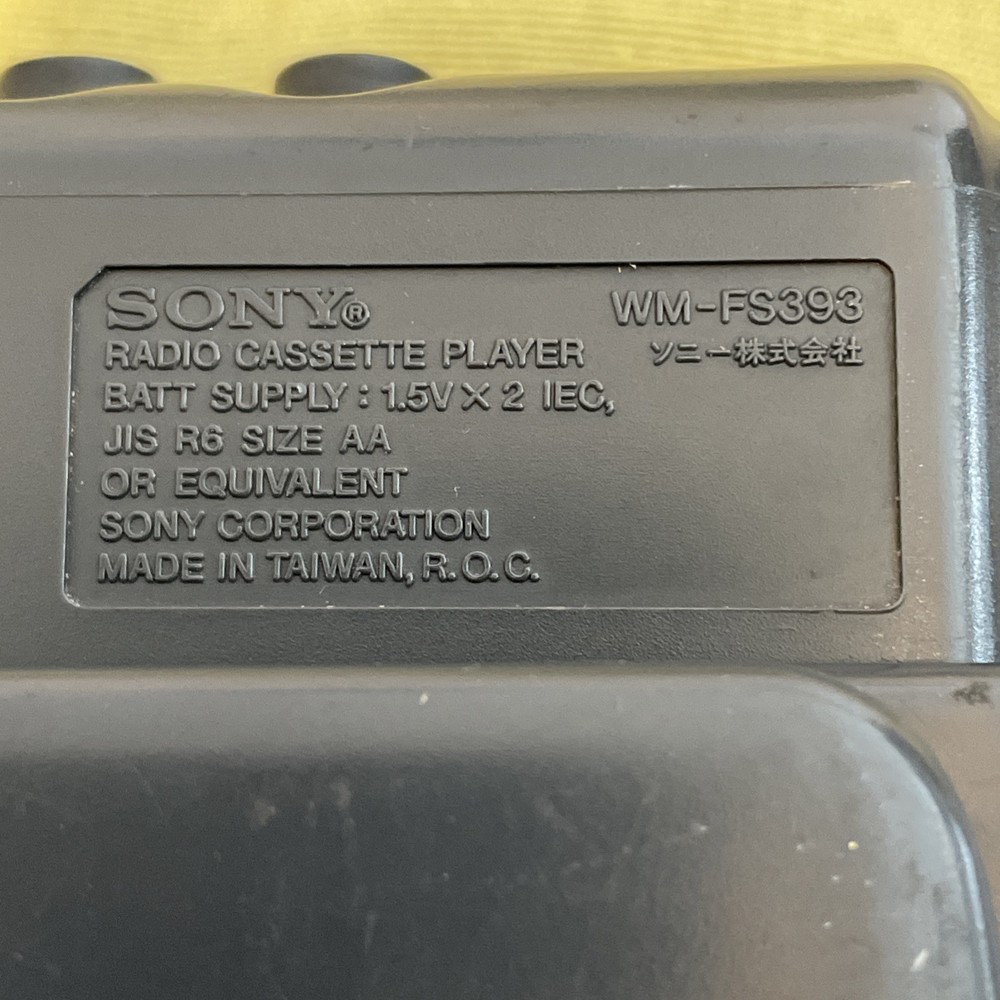 SONY® WM-FS393
RADIO CASSETTE PLAYER ソニー株式会社
BATT SUPPLY : 1.5V X 2 IEC,
JIS R6 SIZE AA
OR EQUIVALENT
SONY CORPORATION
MADE IN TAIWAN, R.O.C.